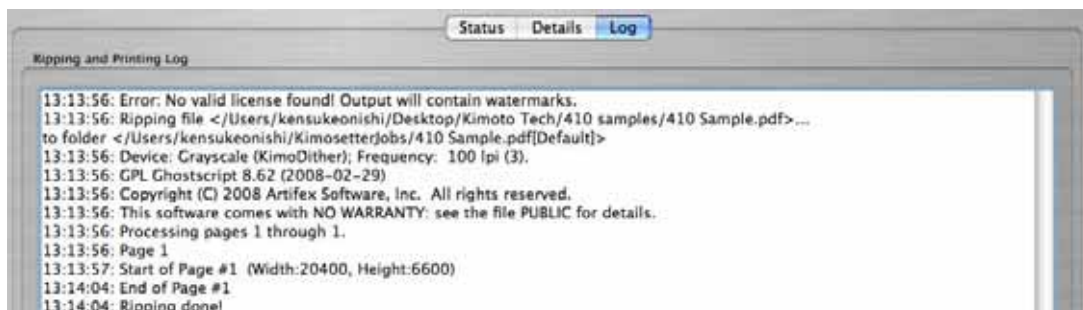 Status Details Log
Ripping and Printing Log
13:13:56: Error: No valid license found! Output will contain watermarks.
13:13:56: Ripping file </Users/kensukeonishi/Desktop/Kimoto Tech/410 samples/410 Sample.pdf>...
to folder </Users/kensukeonishi/KimosetterJobs/410 Sample.pdf[Default]>
13:13:56: Device: Grayscale (KimoDither); Frequency: 100 lpi (3).
13:13:56: GPL Ghostscript 8.62 (2008-02-29)
13:13:56: Copyright (C) 2008 Artifex Software, Inc. All rights reserved.
13:13:56: This software comes with NO WARRANTY: see the file PUBLIC for details.
13:13:56: Processing pages 1 through 1.
13:13:56: Page 1
13:13:57: Start of Page #1 (Width:20400, Height:6600)
13:14:04: End of Page #1
13:14:04: Ripping done!